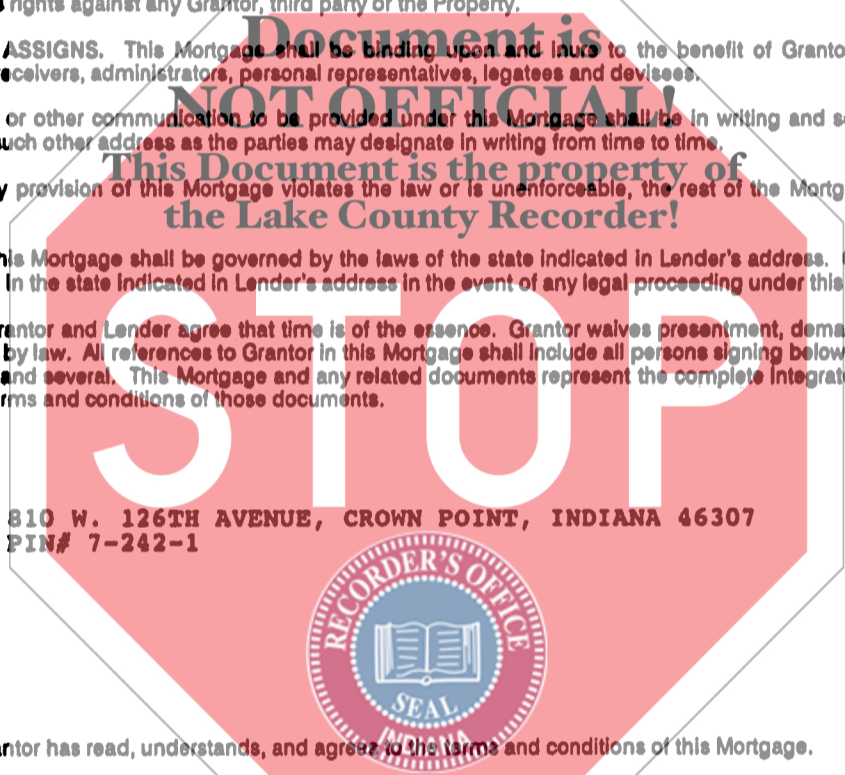 rights against any Grantor, third party or the Property.
Document is
ASSIGNS. This Mortgage shall be binding upon and inure to the benefit of Granto
eceivers, administrators, personal representatives, legatees and devisees.
NOT OFFICIAL!
or other communication to be provided under this Mortgage shall be in writing and s
uch other address as the parties may designate in writing from time to time.
This Document is the property of
y provision of this Mortgage violates the law or is unenforceable, the rest of the Mortg
the Lake County Recorder!
his Mortgage shall be governed by the laws of the state indicated in Lender's address.
in the state indicated in Lender's address in the event of any legal proceeding under this
rantor and Lender agree that time is of the essence. Grantor waives presentment, dema
by law. All references to Grantor in this Mortgage shall include all persons signing below
and several. This Mortgage and any related documents represent the complete integrat
rms and conditions of those documents.
STOP
810 W. 126TH AVENUE, CROWN POINT, INDIANA 46307
PIN# 7-242-1
RECORDER'S OFFICE
SEAL
INDIANA
antor has read, understands, and agrees to the terms and conditions of this Mortgage.